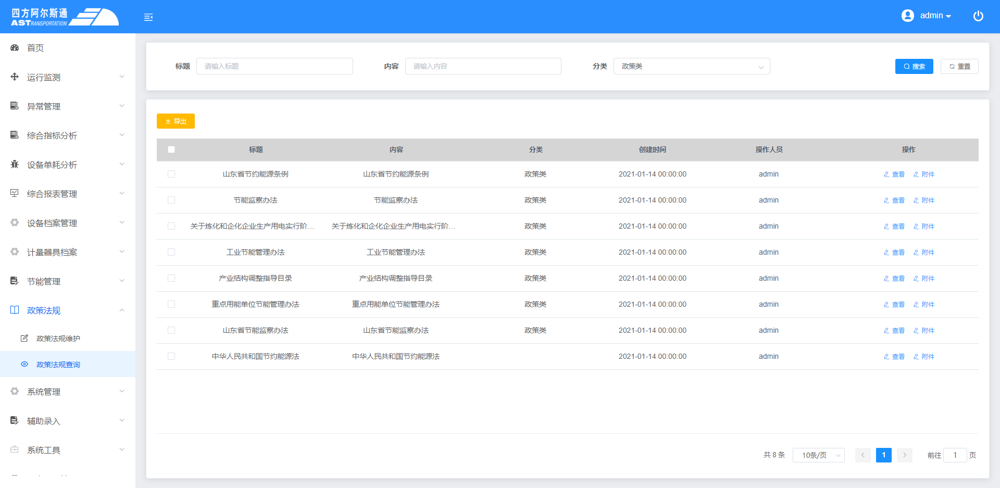 四方阿尔斯通
ASTRANSPORTATION
admin
首页
运行监测
异常管理
综合指标分析
设备单耗分析
综合报表管理
设备档案管理
计量器具档案
节能管理
政策法规
政策法规维护
政策法规查询
系统管理
辅助录入
系统工具
标题 请输入标题 内容 请输入内容 分类 政策类 搜索 重置
导出
标题 内容 分类 创建时间 操作人员 操作
山东省节约能源条例 山东省节约能源条例 政策类 2021-01-14 00:00:00 admin 查看 附件
节能监察办法 节能监察办法 政策类 2021-01-14 00:00:00 admin 查看 附件
关于炼化和企化企业生产用电实行阶... 关于炼化和企化企业生产用电实行阶... 政策类 2021-01-14 00:00:00 admin 查看 附件
工业节能管理办法 工业节能管理办法 政策类 2021-01-14 00:00:00 admin 查看 附件
产业结构调整指导目录 产业结构调整指导目录 政策类 2021-01-14 00:00:00 admin 查看 附件
重点用能单位节能管理办法 重点用能单位节能管理办法 政策类 2021-01-14 00:00:00 admin 查看 附件
山东省节能监察办法 山东省节能监察办法 政策类 2021-01-14 00:00:00 admin 查看 附件
中华人民共和国节约能源法 中华人民共和国节约能源法 2021-01-14 00:00:00 admin 查看 附件
共 8 条 10条/页 1 前往 1 页